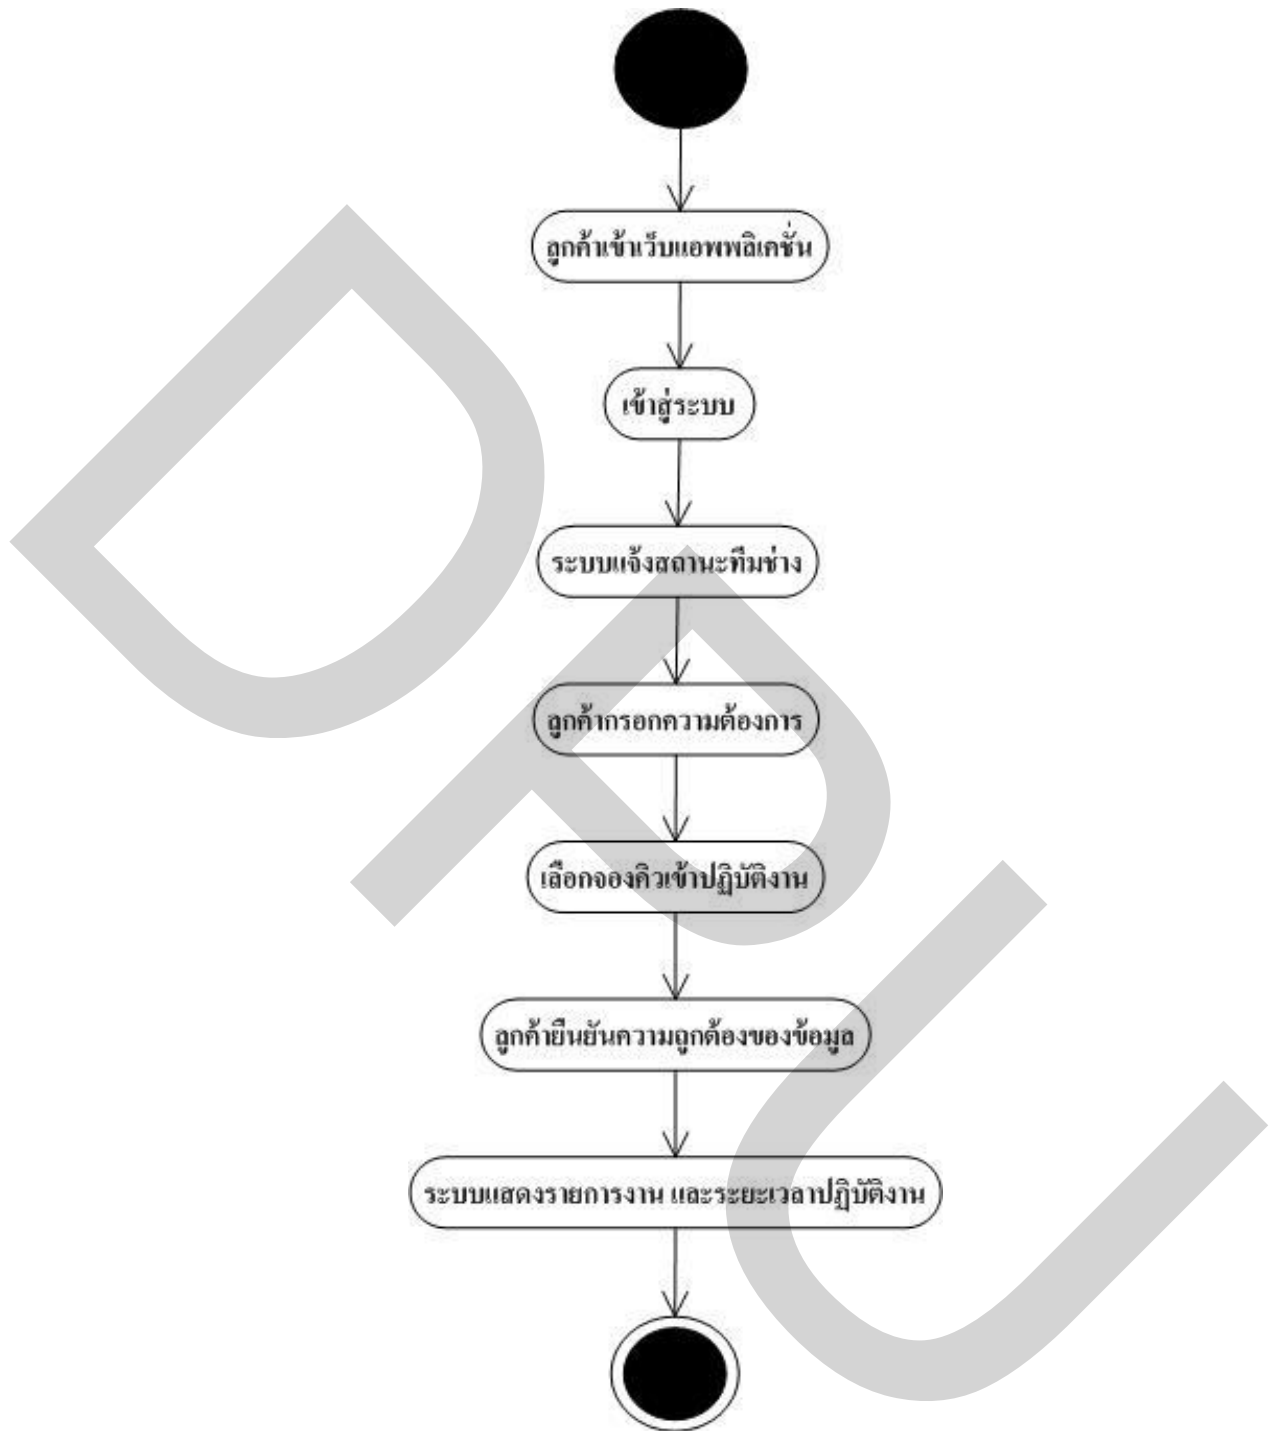 ลูกค้าเข้าเว็บแอพพลิเคชั่น
เข้าสู่ระบบ
ระบบแจ้งสถานะทีมช่าง
ลูกค้ากรอกความต้องการ
เลือกจองคิวเข้าปฏิบัติงาน
ลูกค้ายืนยันความถูกต้องของข้อมูล
ระบบแสดงรายการงาน และระยะเวลาปฏิบัติงาน
DPU